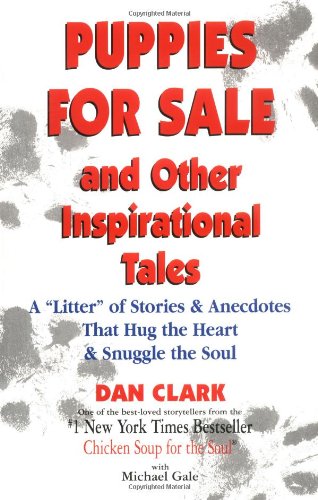 PUPPIES
FOR SALE
and Other
Inspirational
Tales
A "Litter" of Stories & Anecdotes
That Hug the Heart
& Snuggle the Soul
DAN CLARK
One of the best-loved storytellers from the
#1 New York Times Bestseller
Chicken Soup for the Soul®
with
Michael Gale